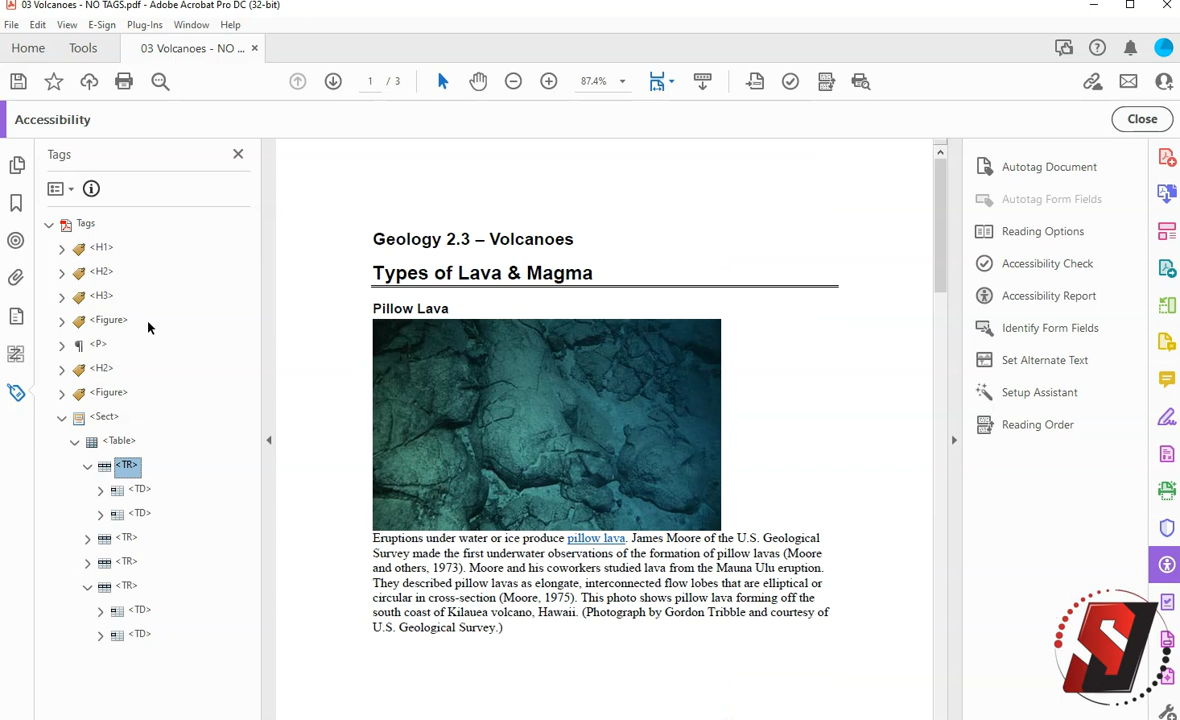 03 Volcanoes - NO TAGS.pdf - Adobe Acrobat Pro DC (32-bit)
File Edit View E-Sign Plug-Ins Window Help
Home Tools 03 Volcanoes - NO ... ×
1 / 3 87.4%
Accessibility Close
Tags
Tags
<H1>
<H2>
<H3>
<Figure>
<P>
<H2>
<Figure>
<Sect>
<Table>
<TR>
<TD>
<TD>
<TR>
<TR>
<TR>
<TD>
<TD>
Geology 2.3 – Volcanoes
Types of Lava & Magma
Pillow Lava
Eruptions under water or ice produce pillow lava. James Moore of the U.S. Geological
Survey made the first underwater observations of the formation of pillow lavas (Moore
and others, 1973). Moore and his coworkers studied lava from the Mauna Ulu eruption.
They described pillow lavas as elongate, interconnected flow lobes that are elliptical or
circular in cross-section (Moore, 1975). This photo shows pillow lava forming off the
south coast of Kilauea volcano, Hawaii. (Photograph by Gordon Tribble and courtesy of
U.S. Geological Survey.)
Autotag Document
Autotag Form Fields
Reading Options
Accessibility Check
Accessibility Report
Identify Form Fields
Set Alternate Text
Setup Assistant
Reading Order